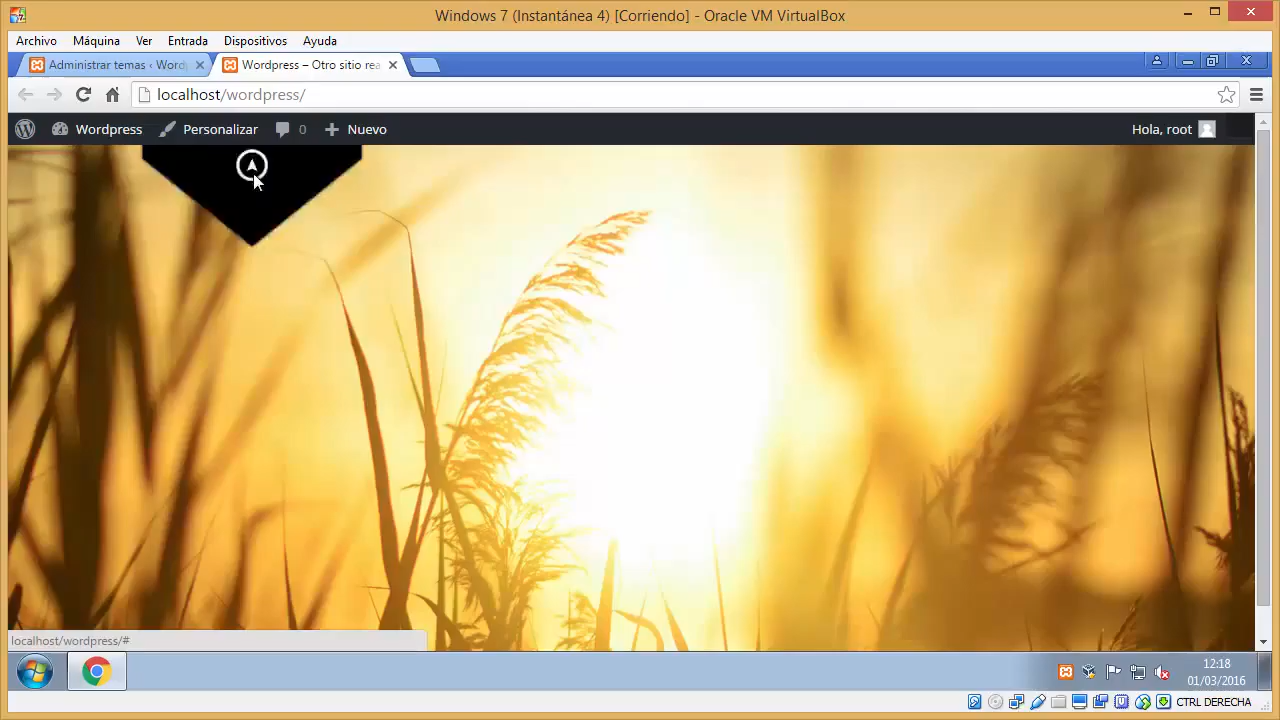 Windows 7 (Instantánea 4) [Corriendo] - Oracle VM VirtualBox
Archivo Máquina Ver Entrada Dispositivos Ayuda
Administrar temas ‹ Word
Wordpress – Otro sitio rea
localhost/wordpress/
Wordpress Personalizar 0 Nuevo Hola, root
localhost/wordpress/#
12:18
01/03/2016
CTRL DERECHA